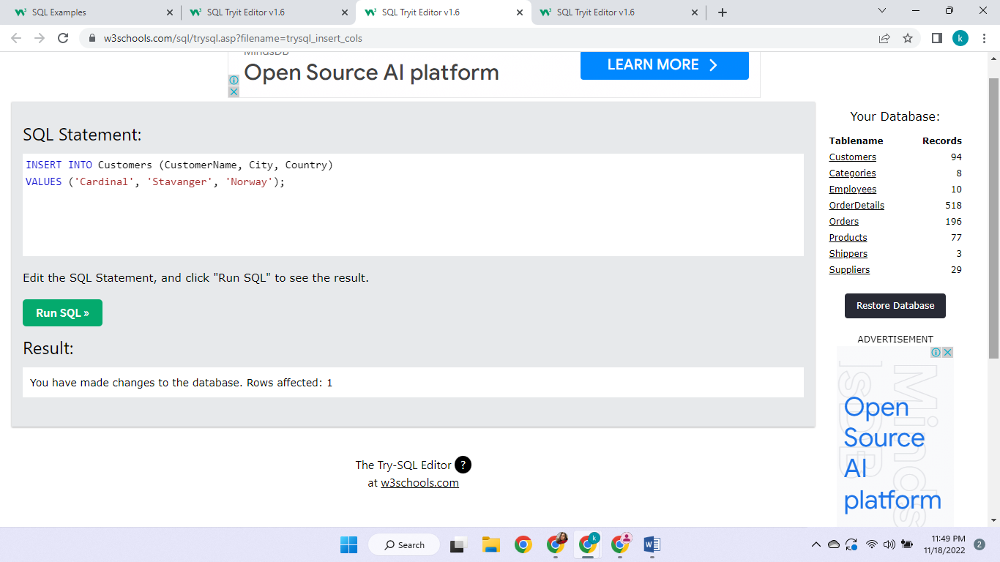 SQL Examples
SQL Tryit Editor v1.6
SQL Tryit Editor v1.6
SQL Tryit Editor v1.6
w3schools.com/sql/trysql.asp?filename=trysql_insert_cols
k
MindsDB
Open Source AI platform
LEARN MORE
SQL Statement:
INSERT INTO Customers (CustomerName, City, Country)
VALUES ('Cardinal', 'Stavanger', 'Norway');
Edit the SQL Statement, and click "Run SQL" to see the result.
Run SQL »
Result:
You have made changes to the database. Rows affected: 1
The Try-SQL Editor ?
at w3schools.com
Your Database:
Tablename Records
Customers 94
Categories 8
Employees 10
OrderDetails 518
Orders 196
Products 77
Shippers 3
Suppliers 29
Restore Database
ADVERTISEMENT
MindsDB
Open
Source
AI
platform
Search
k
11:49 PM
11/18/2022
2